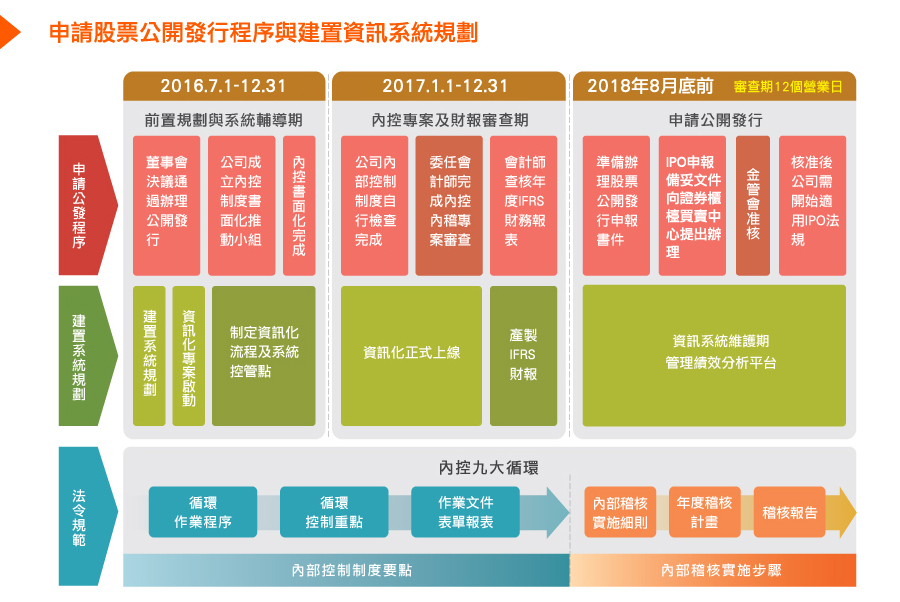 申請股票公開發行程序與建置資訊系統規劃
2016.7.1-12.31
2017.1.1-12.31
2018年8月底前
審查期12個營業日
前置規劃與系統輔導期
內控專案及財報審查期
申請公開發行
申請公發程序
董事會
決議通
過辦理
公開發
行
公司成
立內控
制度書
面化推
動小組
內控書面化完成
公司內
部控制
制度自
行檢查
完成
委任會
計師完
成內控
內稽專
案審查
會計師
查核年
度IFRS
財務報
表
準備辦
理股票
公開發
行申報
書件
IPO申報
備妥文件
向證券櫃
檯買賣中
心提出辦
理
金管會准核
核准後
公司需
開始適
用IPO法
規
建置系統規劃
建置系統規劃
資訊化專案啟動
制定資訊化
流程及系統
控管點
資訊化正式上線
產製
IFRS
財報
資訊系統維護期
管理績效分析平台
法令規範
內控九大循環
循環
作業程序
循環
控制重點
作業文件
表單報表
內部稽核
實施細則
年度稽核
計畫
稽核報告
內部控制制度要點
內部稽核實施步驟